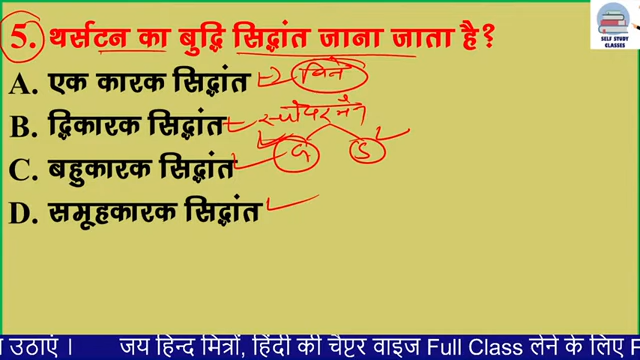 5. थर्सटन का बुद्धि सिद्धांत जाना जाता है?
SELF STUDY
CLASSES
A. एक कारक सिद्धांत बिने
B. द्विकारक सिद्धांत स्पीयरमैन
C. बहुकारक सिद्धांत G S
D. समूहकारक सिद्धांत
उठाएं । जय हिन्द मित्रों, हिंदी की चैप्टर वाइज Full Class लेने के लिए